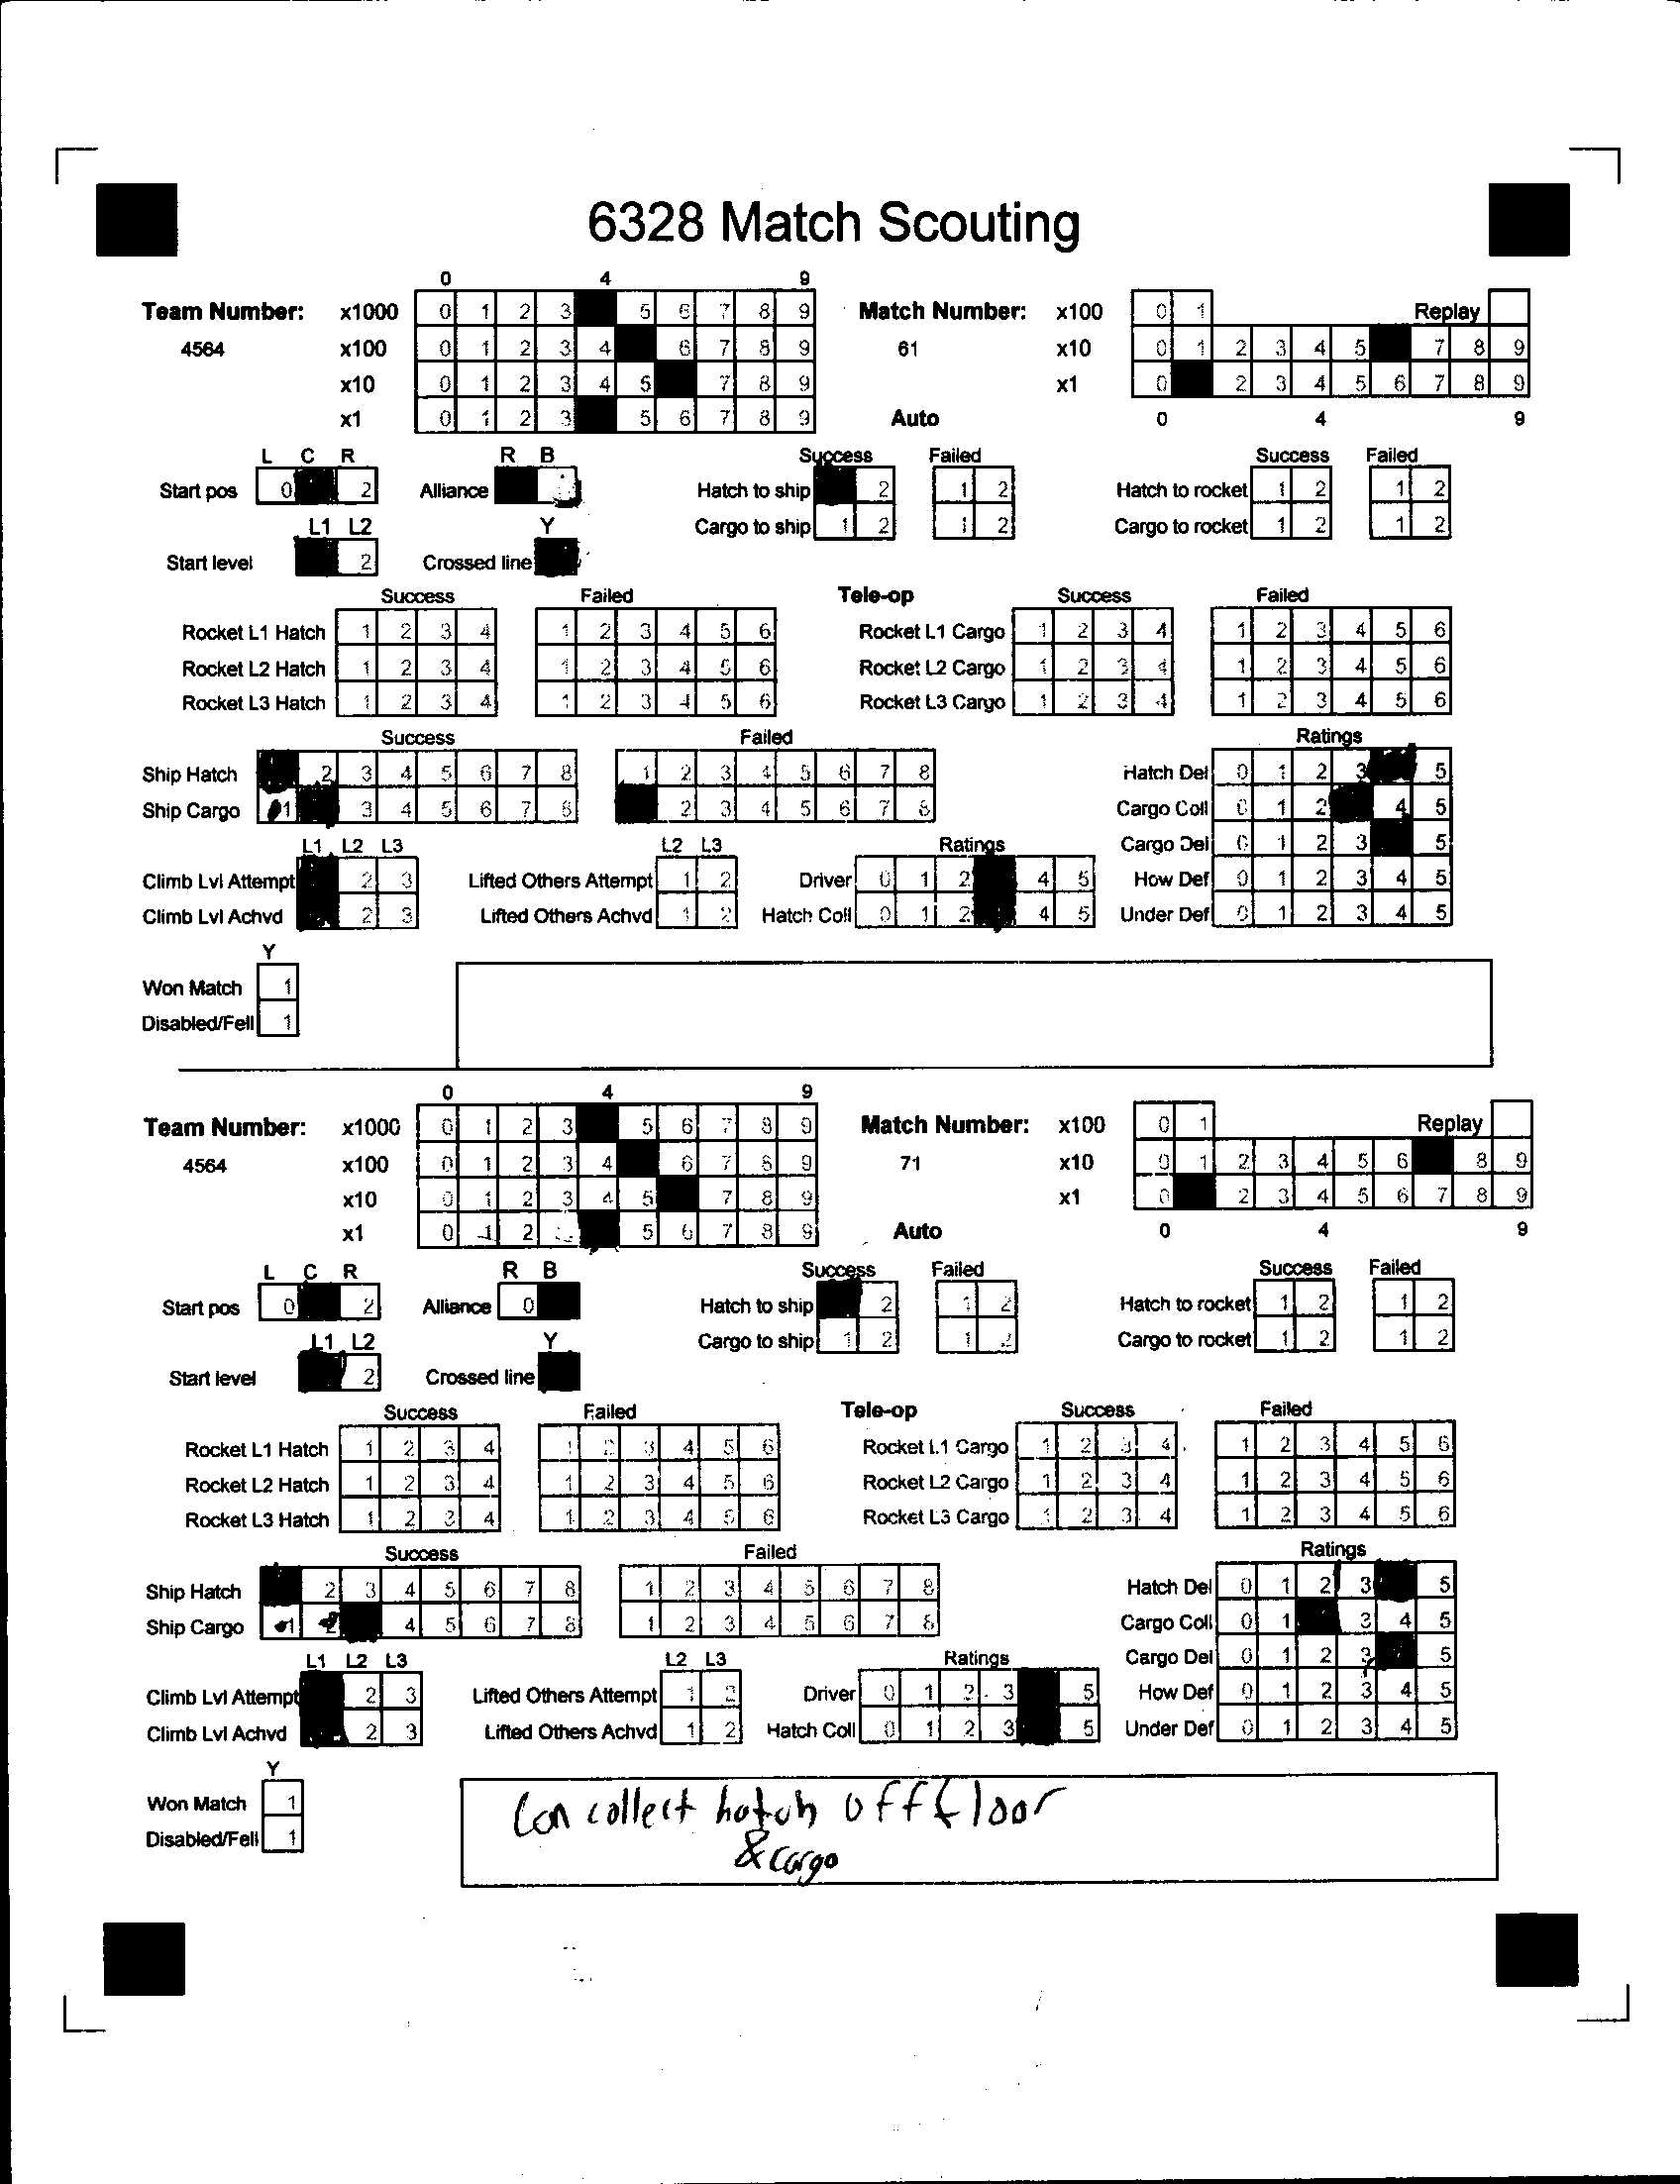 6328 Match Scouting
0 4 9
Team Number: x1000 0 1 2 3 5 6 7 8 9 Match Number: x100 0 1 Replay
4564 x100 0 1 2 3 4 6 7 8 9 61 x10 0 1 2 3 4 5 7 8 9
x10 0 1 2 3 4 5 7 8 9 x1 0 2 3 4 5 6 7 8 9
x1 0 1 2 3 5 6 7 8 9 Auto 0 4 9
L C R R B Success Failed Success Failed
Start pos 0 2 Alliance Hatch to ship 2 1 2 Hatch to rocket 1 2 1 2
L1 L2 Y Cargo to ship 1 2 1 2 Cargo to rocket 1 2 1 2
Start level 2 Crossed line
Success Failed Tele-op Success Failed
Rocket L1 Hatch 1 2 3 4 1 2 3 4 5 6 Rocket L1 Cargo 1 2 3 4 1 2 3 4 5 6
Rocket L2 Hatch 1 2 3 4 1 2 3 4 5 6 Rocket L2 Cargo 1 2 3 4 1 2 3 4 5 6
Rocket L3 Hatch 1 2 3 4 1 2 3 4 5 6 Rocket L3 Cargo 1 2 3 4 1 2 3 4 5 6
Success Failed Ratings
Ship Hatch 2 3 4 5 6 7 8 1 2 3 4 5 6 7 8 Hatch Del 0 1 2 3 5
Ship Cargo 1 3 4 5 6 7 8 2 3 4 5 6 7 8 Cargo Coll 0 1 2 4 5
L1 L2 L3 L2 L3 Ratings Cargo Del 0 1 2 3 5
Climb Lvl Attempt 2 3 Lifted Others Attempt 1 2 Driver 0 1 2 4 5 How Def 0 1 2 3 4 5
Climb Lvl Achvd 2 3 Lifted Others Achvd 1 2 Hatch Coll 0 1 2 4 5 Under Def 0 1 2 3 4 5
Y
Won Match 1
Disabled/Fell 1
0 4 9
Team Number: x1000 0 1 2 3 5 6 7 8 9 Match Number: x100 0 1 Replay
4564 x100 0 1 2 3 4 6 7 8 9 71 x10 0 1 2 3 4 5 6 8 9
x10 0 1 2 3 4 5 7 8 9 x1 0 2 3 4 5 6 7 8 9
x1 0 1 2 5 6 7 8 9 Auto 0 4 9
L C R R B Success Failed Success Failed
Start pos 0 2 Alliance 0 Hatch to ship 2 1 2 Hatch to rocket 1 2 1 2
L1 L2 Y Cargo to ship 1 2 1 2 Cargo to rocket 1 2 1 2
Start level 2 Crossed line
Success Failed Tele-op Success Failed
Rocket L1 Hatch 1 2 3 4 1 2 3 4 5 6 Rocket L1 Cargo 1 2 3 4 1 2 3 4 5 6
Rocket L2 Hatch 1 2 3 4 1 2 3 4 5 6 Rocket L2 Cargo 1 2 3 4 1 2 3 4 5 6
Rocket L3 Hatch 1 2 3 4 1 2 3 4 5 6 Rocket L3 Cargo 1 2 3 4 1 2 3 4 5 6
Success Failed Ratings
Ship Hatch 2 3 4 5 6 7 8 1 2 3 4 5 6 7 8 Hatch Del 0 1 2 3 5
Ship Cargo 1 2 4 5 6 7 8 1 2 3 4 5 6 7 8 Cargo Coll 0 1 3 4 5
L1 L2 L3 L2 L3 Ratings Cargo Del 0 1 2 3 5
Climb Lvl Attempt 2 3 Lifted Others Attempt 1 2 Driver 0 1 2 3 5 How Def 0 1 2 3 4 5
Climb Lvl Achvd 2 3 Lifted Others Achvd 1 2 Hatch Coll 0 1 2 3 5 Under Def 0 1 2 3 4 5
Y
Won Match 1
Disabled/Fell 1
Can collect hatch off floor
& cargo